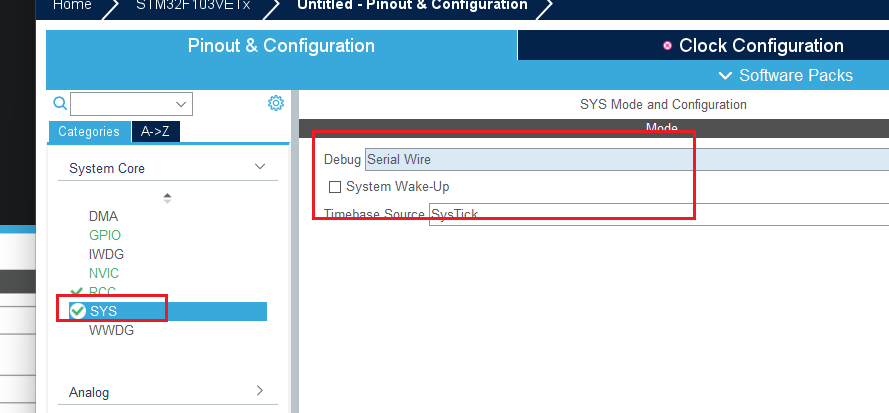 Home STM32F103VETx Untitled - Pinout & Configuration
Pinout & Configuration
Clock Configuration
Software Packs
SYS Mode and Configuration
Mode
Categories A->Z
Debug Serial Wire
System Core
System Wake-Up
Timebase Source SysTick
DMA
GPIO
IWDG
NVIC
RCC
SYS
WWDG
Analog